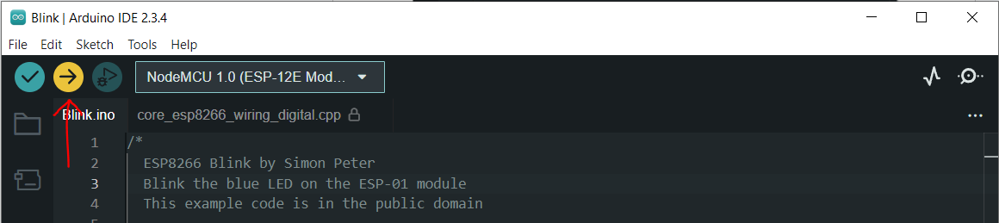 Blink | Arduino IDE 2.3.4
File Edit Sketch Tools Help
NodeMCU 1.0 (ESP-12E Mod...
Blink.ino core_esp8266_wiring_digital.cpp
1 /*
2 ESP8266 Blink by Simon Peter
3 Blink the blue LED on the ESP-01 module
4 This example code is in the public domain